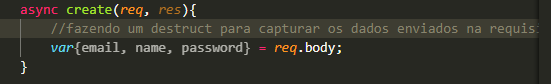 async create(req, res){
//fazendo um destruct para capturar os dados enviados na
var{email, name, password} = req.body;
}